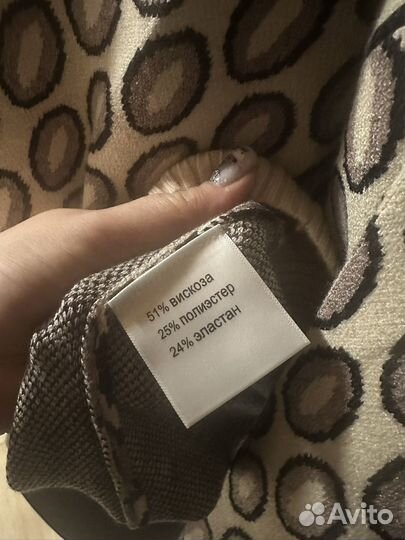 51% вискоза
25% полиэстер
24% эластан
Avito